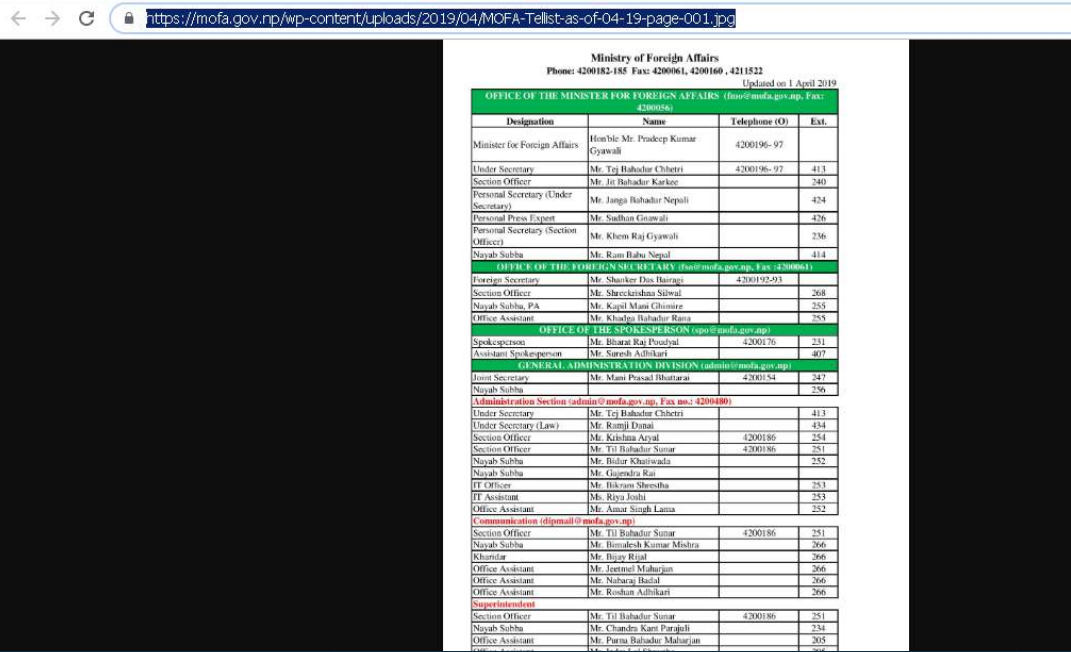 https://mofa.gov.np/wp-content/uploads/2019/04/MOFA-Tellist-as-of-04-19-page-001.jpg
Ministry of Foreign Affairs
Phone: 4200182-185 Fax: 4200061, 4200160 , 4211522
Updated on 1 April 2019
OFFICE OF THE MINISTER FOR FOREIGN AFFAIRS (fmo@mofa.gov.np, Fax:
4200056)
Designation Name Telephone (O) Ext.
Minister for Foreign Affairs Hon'ble Mr. Pradeep Kumar Gyawali 4200196- 97
Under Secretary Mr. Tej Bahadur Chhetri 4200196- 97 413
Section Officer Mr. Jit Bahadur Karkee 240
Personal Secretary (Under Secretary) Mr. Janga Bahadur Nepali 424
Personal Press Expert Mr. Sudhan Gnawali 426
Personal Secretary (Section Officer) Mr. Khem Raj Gyawali 236
Nayab Subba Mr. Ram Babu Nepal 414
OFFICE OF THE FOREIGN SECRETARY (fso@mofa.gov.np, Fax :4200061)
Foreign Secretary Mr. Shanker Das Bairagi 4200192-93
Section Officer Mr. Shreekrishna Silwal 268
Nayab Subba, PA Mr. Kapil Mani Ghimire 255
Office Assistant Mr. Khadga Bahadur Rana 255
OFFICE OF THE SPOKESPERSON (spo@mofa.gov.np)
Spokesperson Mr. Bharat Raj Poudyal 4200176 231
Assistant Spokesperson Mr. Suresh Adhikari 407
GENERAL ADMINISTRATION DIVISION (admin@mofa.gov.np)
Joint Secretary Mr. Mani Prasad Bhattarai 4200154 247
Nayab Subba 256
Administration Section (admin@mofa.gov.np, Fax no.: 4200480)
Under Secretary Mr. Tej Bahadur Chhetri 413
Under Secretary (Law) Mr. Ramji Danai 434
Section Officer Mr. Krishna Aryal 4200186 254
Section Officer Mr. Til Bahadur Sunar 4200186 251
Nayab Subba Mr. Bidur Khatiwada 252
Nayab Subba Mr. Gajendra Rai
IT Officer Mr. Bikram Shrestha 253
IT Assistant Ms. Riya Joshi 253
Office Assistant Mr. Amar Singh Lama 252
Communication (dipmail@mofa.gov.np)
Section Officer Mr. Til Bahadur Sunar 4200186 251
Nayab Subba Mr. Bimalesh Kumar Mishra 266
Kharidar Mr. Bijay Rijal 266
Office Assistant Mr. Jeetmel Maharjan 266
Office Assistant Mr. Nabaraj Badal 266
Office Assistant Mr. Roshan Adhikari 266
Superintendent
Section Officer Mr. Til Bahadur Sunar 4200186 251
Nayab Subba Mr. Chandra Kant Parajuli 234
Office Assistant Mr. Purna Bahadur Maharjan 205